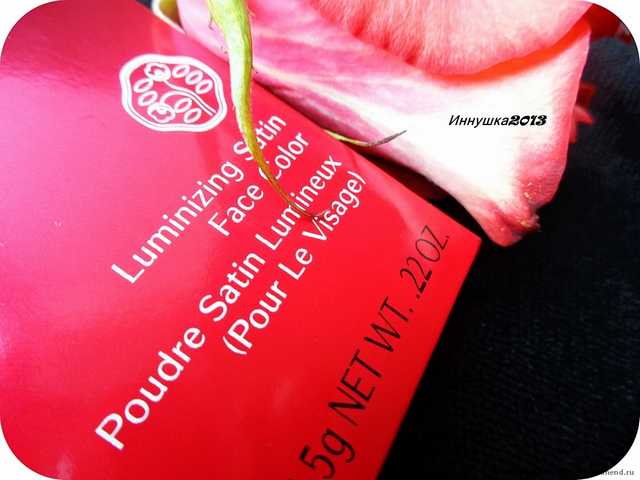 Иннушка2013
Luminizing Satin
Face Color
Poudre Satin Lumineux
(Pour Le Visage)
5g NET WT. .22 OZ.